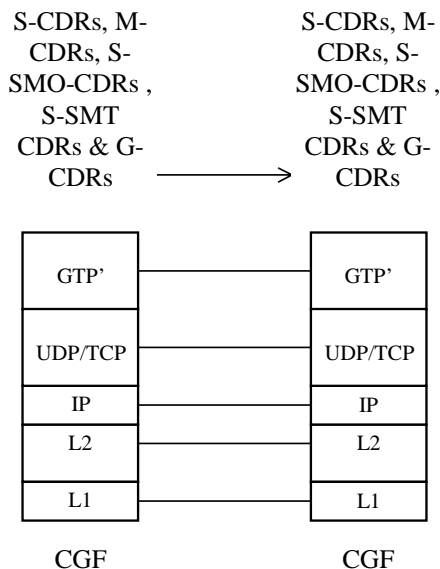 S-CDRs, M-
CDRs, S-
SMO-CDRs ,
S-SMT
CDRs & G-
CDRs
S-CDRs, M-
CDRs, S-
SMO-CDRs ,
S-SMT
CDRs & G-
CDRs
GTP’
GTP’
UDP/TCP
UDP/TCP
IP
IP
L2
L2
L1
L1
CGF
CGF